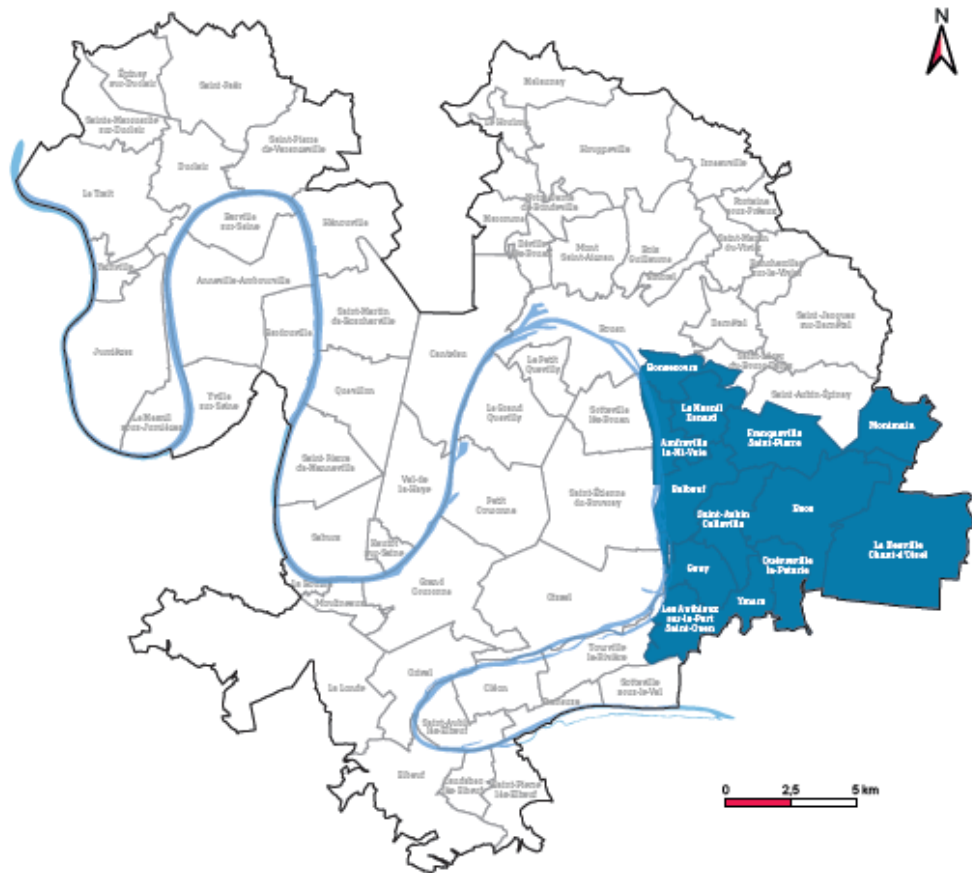 N
Épinay
sur-Duclair
Saint-Paër
Sainte-Marguerite
sur-Duclair
Saint-Pierre
de-Varengeville
Duclair
Le Trait
Berville
sur-Seine
Hénouville
Anneville-Ambourville
Saint-Martin
de-Boscherville
Bardouville
Jumièges
Quevillon
Yville
sur-Seine
Le Mesnil
sous-Jumièges
Saint-Pierre
de-Manneville
Sahurs
Malaunay
Le Houlme
Houppeville
Isneauville
Fontaine
sous-Préaux
Notre-Dame
de-Bondeville
Maromme
Déville
lès-Rouen
Mont
Saint-Aignan
Bois
Guillaume
Bihorel
Saint-Martin
du-Vivier
Roncherolles
sur-le-Vivier
Saint-Jacques
sur-Darnétal
Darnétal
Rouen
Canteleu
Le Petit
Quevilly
Le Grand
Quevilly
Sotteville
lès-Rouen
Saint-Aubin-Épinay
Bonsecours
Le Mesnil
Esnard
Amfreville
la-Mi-Voie
Franqueville
Saint-Pierre
Montmain
Belbeuf
Saint-Aubin
Celloville
Boos
La Neuville
Chant-d'Oisel
Gouy
Quévreville
la-Poterie
Ymare
Les Authieux
sur-le-Port
Saint-Ouen
Val-de
la-Haye
Petit
Couronne
Saint-Étienne
du-Rouvray
Hautot
sur-Seine
Grand
Couronne
Moulineaux
Oissel
Tourville
la-Rivière
Sotteville
sous-le-Val
Cléon
Orival
La Londe
Saint-Aubin
lès-Elbeuf
Elbeuf
Caudebec
lès-Elbeuf
Saint-Pierre
lès-Elbeuf
0 2,5 5 km